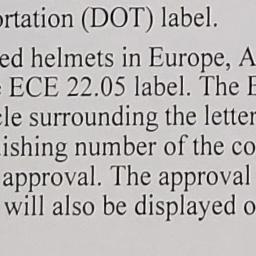 ortation (DOT) label.
ed helmets in Europe, A
ECE 22.05 label. The E
cle surrounding the letter
ishing number of the co
approval. The approval
will also be displayed o